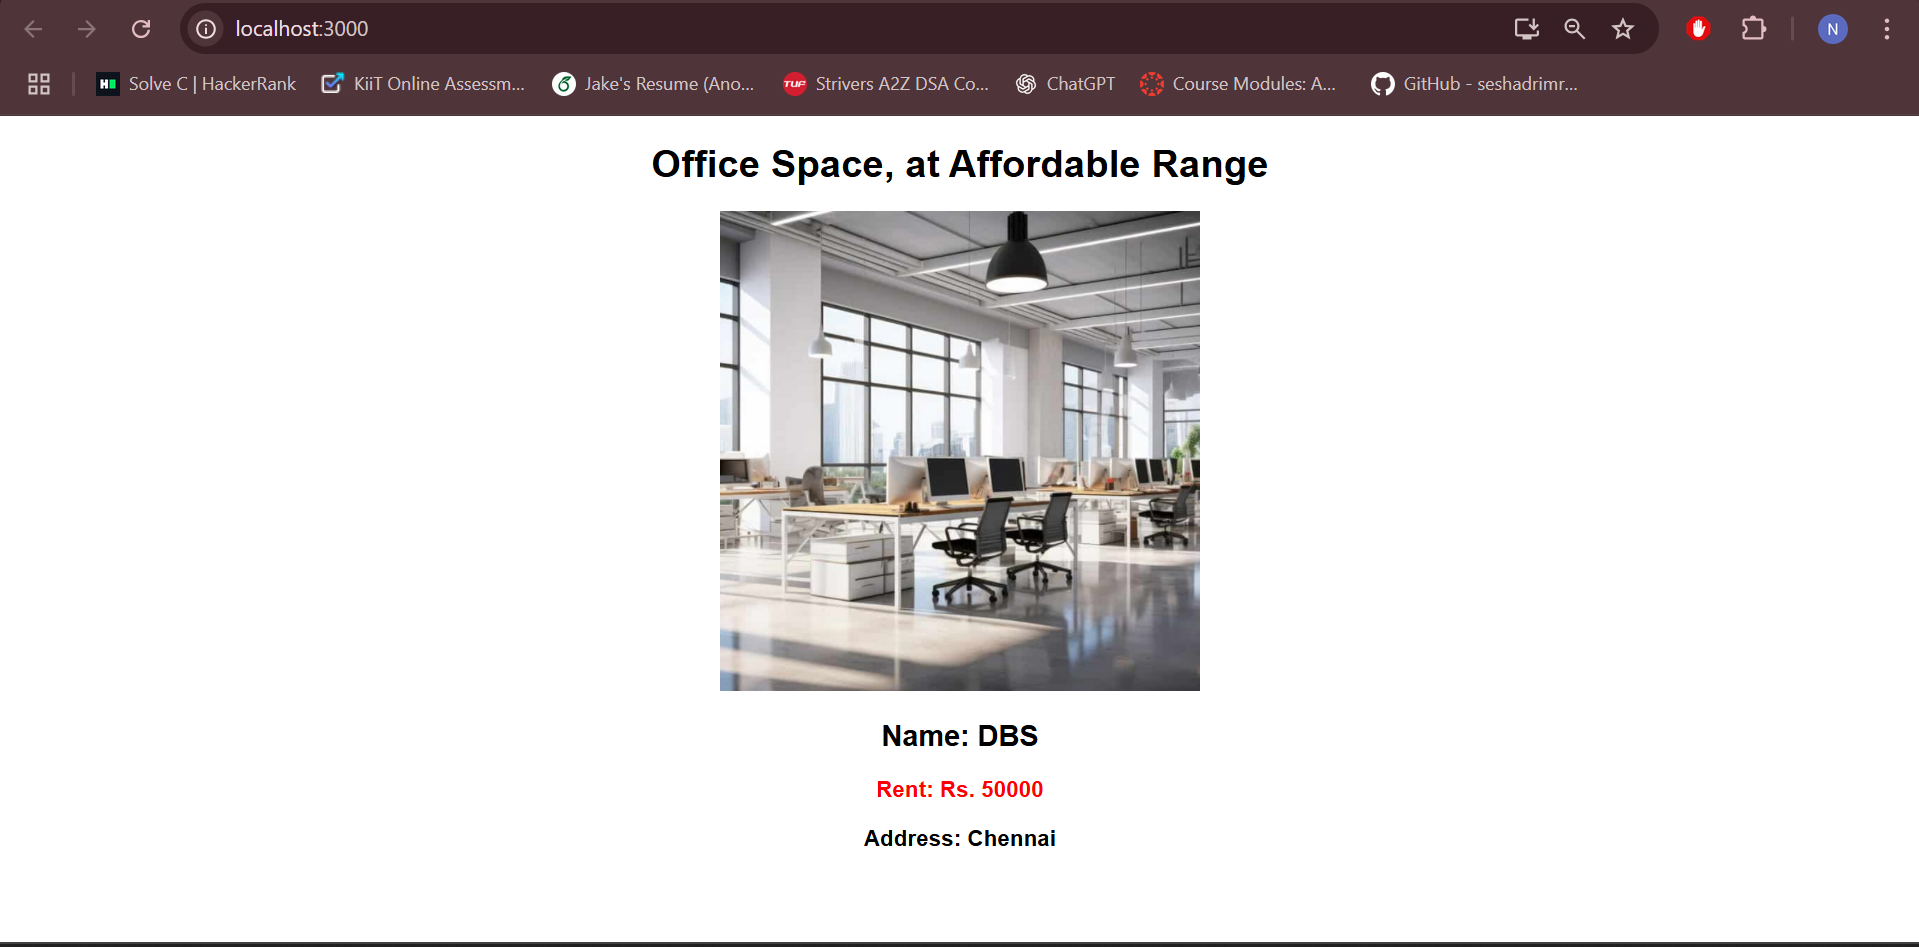 localhost:3000
N
Solve C | HackerRank
KiiT Online Assessm...
Jake's Resume (Ano...
TUF
Strivers A2Z DSA Co...
ChatGPT
Course Modules: A...
GitHub - seshadrimr...
Office Space, at Affordable Range
Name: DBS
Rent: Rs. 50000
Address: Chennai